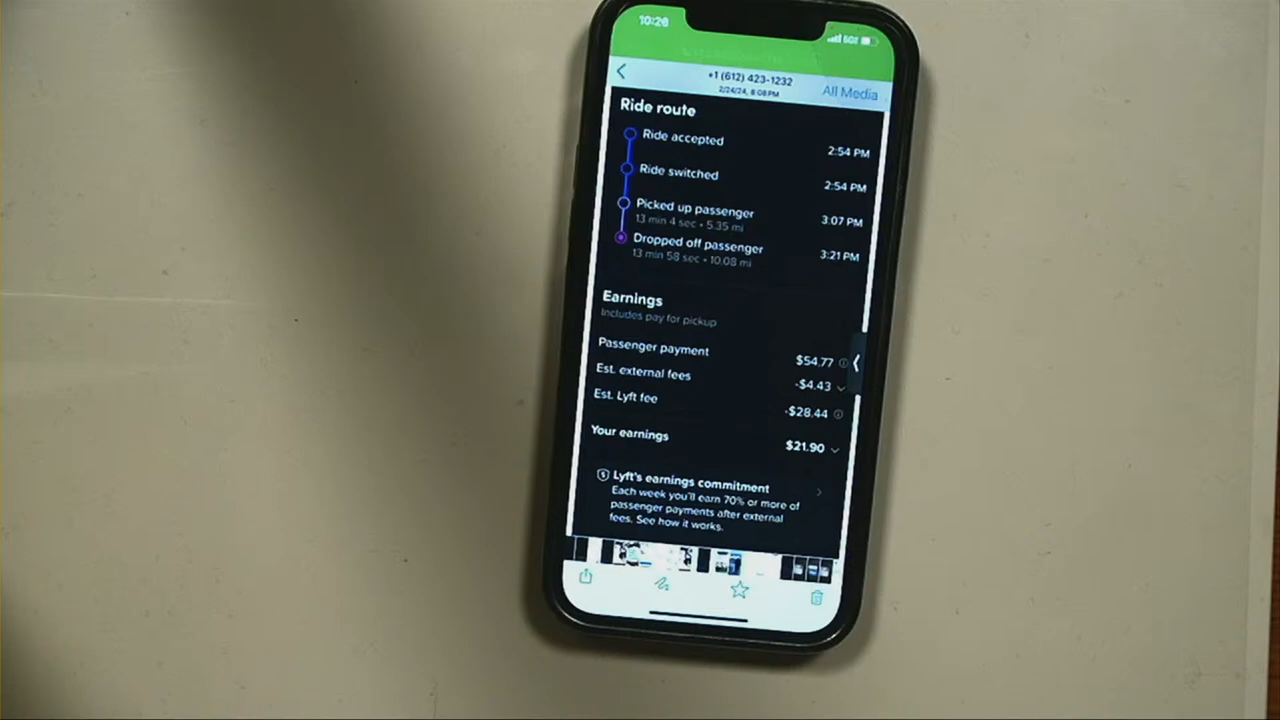 10:26
5GE
+1 (612) 423-1232
2/24/24, 8:08 PM
All Media
Ride route
Ride accepted 2:54 PM
Ride switched 2:54 PM
Picked up passenger 3:07 PM
13 min 4 sec • 5.35 mi
Dropped off passenger 3:21 PM
13 min 58 sec • 10.08 mi
Earnings
Includes pay for pickup
Passenger payment $54.77
Est. external fees -$4.43
Est. Lyft fee -$28.44
Your earnings $21.90
Lyft's earnings commitment
Each week you'll earn 70% or more of
passenger payments after external
fees. See how it works.